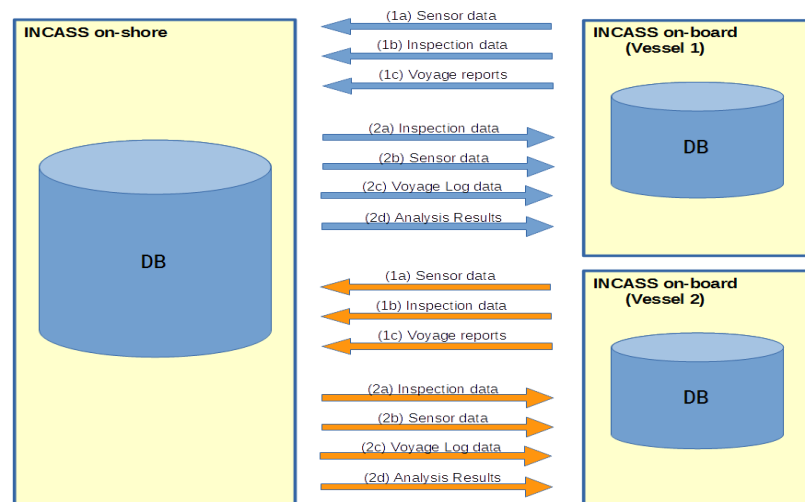 INCASS on-shore
DB
(1a) Sensor data
(1b) Inspection data
(1c) Voyage reports
(2a) Inspection data
(2b) Sensor data
(2c) Voyage Log data
(2d) Analysis Results
INCASS on-board
(Vessel 1)
DB
(1a) Sensor data
(1b) Inspection data
(1c) Voyage reports
(2a) Inspection data
(2b) Sensor data
(2c) Voyage Log data
(2d) Analysis Results
INCASS on-board
(Vessel 2)
DB